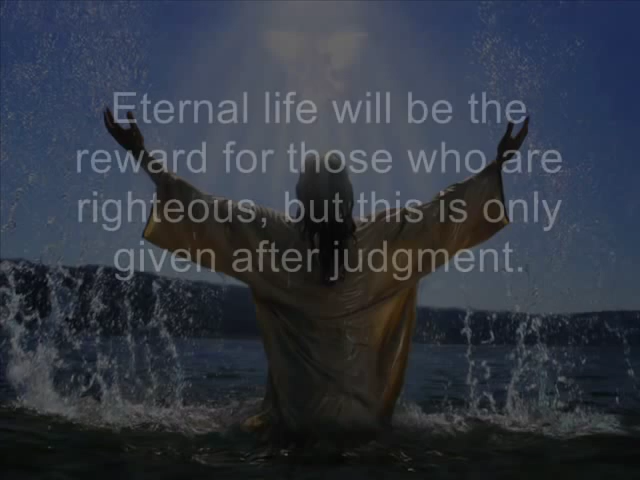 Eternal life will be the
reward for those who are
righteous, but this is only
given after judgment.